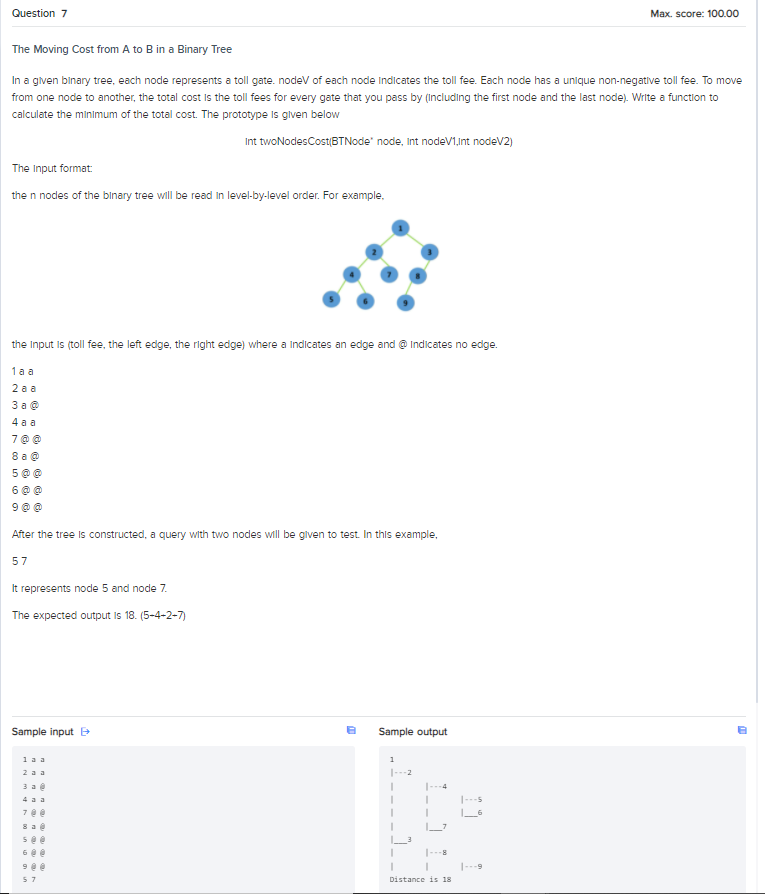 Question 7
Max. score: 100.00
The Moving Cost from A to B in a Binary Tree
In a given binary tree, each node represents a toll gate. nodeV of each node indicates the toll fee. Each node has a unique non-negative toll fee. To move
from one node to another, the total cost is the toll fees for every gate that you pass by (including the first node and the last node). Write a function to
calculate the minimum of the total cost. The prototype is given below
int twoNodesCost(BTNode* node, int nodeV1,int nodeV2)
The input format:
the n nodes of the binary tree will be read in level-by-level order. For example,
1
2 3
4 7 8
5 6 9
the input is (toll fee, the left edge, the right edge) where a indicates an edge and @ indicates no edge.
1 a a
2 a a
3 a @
4 a a
7 @ @
8 a @
5 @ @
6 @ @
9 @ @
After the tree is constructed, a query with two nodes will be given to test. In this example,
5 7
It represents node 5 and node 7.
The expected output is 18. (5-4-2-7)
Sample input
1 a a
2 a a
3 a @
4 a a
7 @ @
8 a @
5 @ @
6 @ @
9 @ @
5 7
Sample output
1
|---2
|       |---4
|       |       |---5
|       |       |___6
|       |___7
|___3
|       |---8
|       |       |---9
Distance is 18